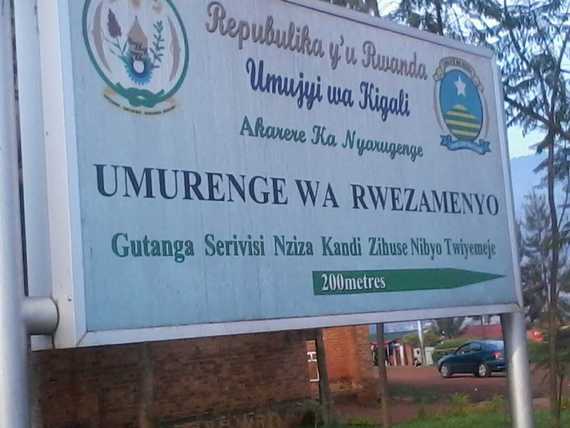 Repubulika y'u Rwanda
Umujyi wa Kigali
Akarere Ka Nyarugenge
UMURENGE WA RWEZAMENYO
Gutanga Serivisi Nziza Kandi Zihuse Nibyo Twiyemeje
200metres